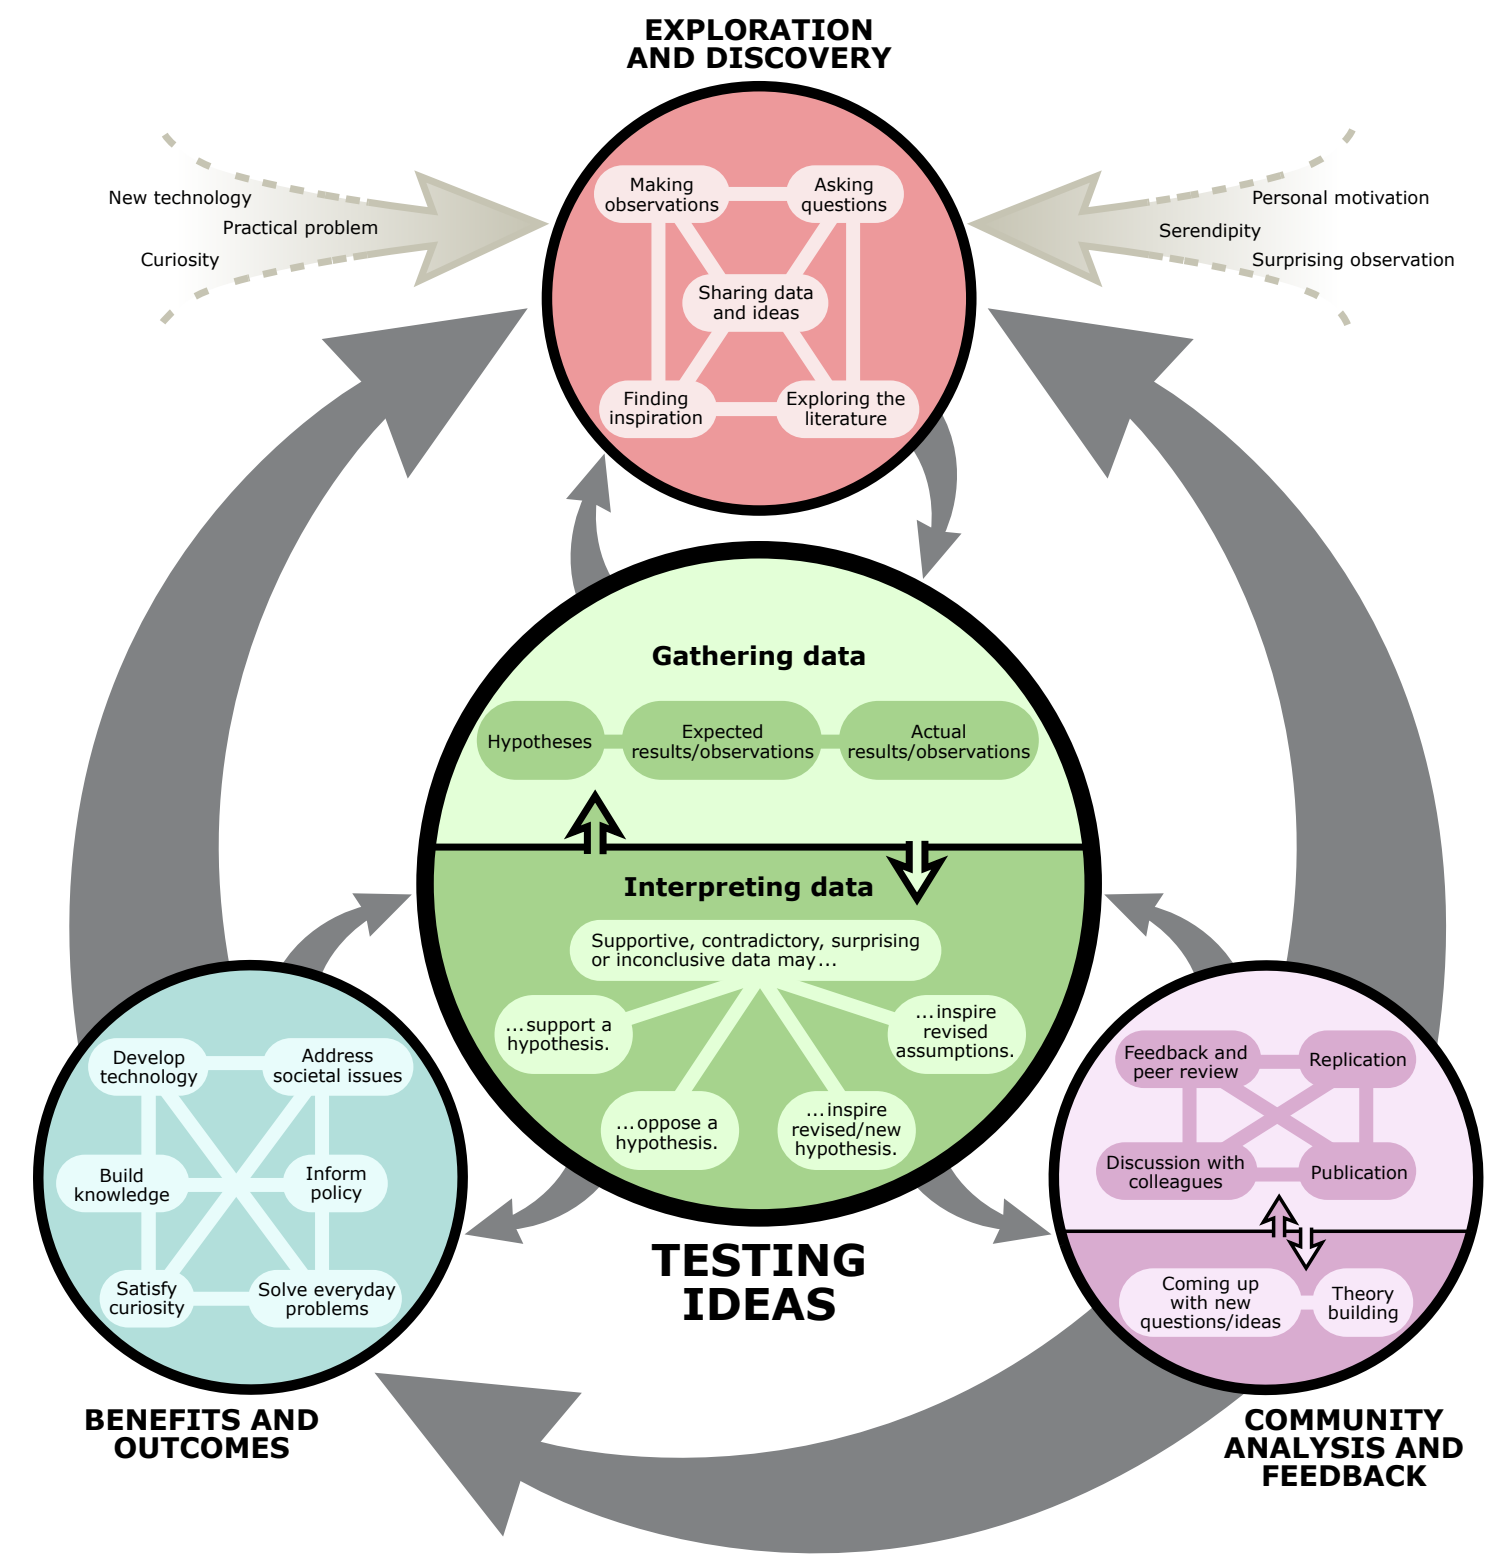 EXPLORATION
AND DISCOVERY
New technology
Practical problem
Curiosity
Personal motivation
Serendipity
Surprising observation
Making
observations
Asking
questions
Sharing data
and ideas
Finding
inspiration
Exploring the
literature
Gathering data
Hypotheses
Expected
results/observations
Actual
results/observations
Interpreting data
Supportive, contradictory, surprising
or inconclusive data may...
...support a
hypothesis.
...oppose a
hypothesis.
...inspire
revised/new
hypothesis.
...inspire
revised
assumptions.
TESTING
IDEAS
Develop
technology
Address
societal issues
Build
knowledge
Inform
policy
Satisfy
curiosity
Solve everyday
problems
BENEFITS AND
OUTCOMES
Feedback and
peer review
Replication
Discussion with
colleagues
Publication
Coming up
with new
questions/ideas
Theory
building
COMMUNITY
ANALYSIS AND
FEEDBACK